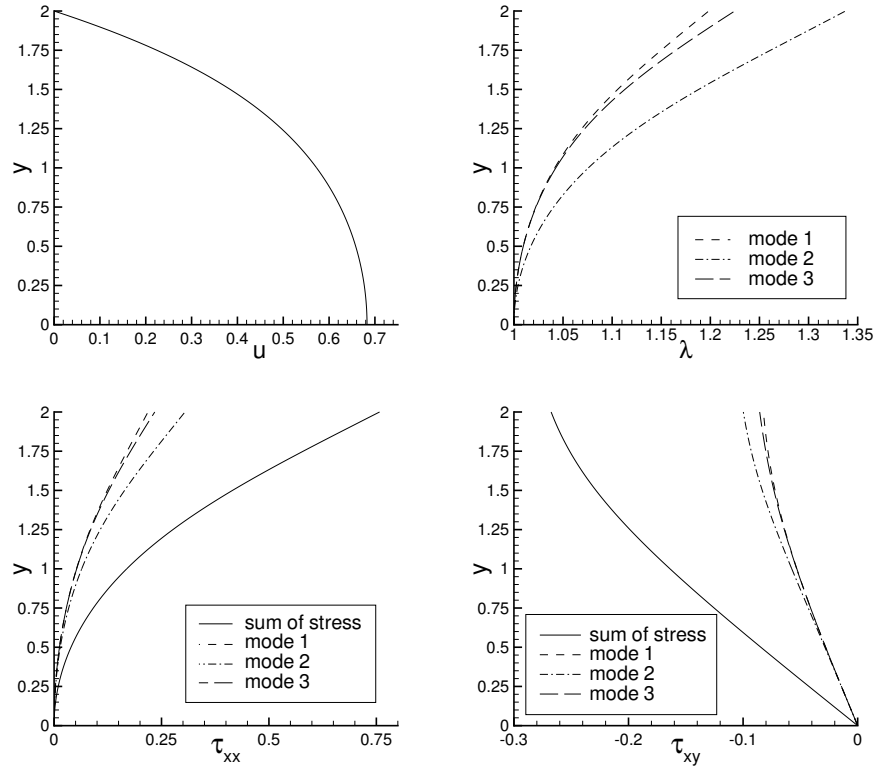 2
1.75
1.5
1.25
1
0.75
0.5
0.25
0
y
0 0.1 0.2 0.3 0.4 0.5 0.6 0.7
u
2
1.75
1.5
1.25
1
0.75
0.5
0.25
0
y
mode 1
mode 2
mode 3
1 1.05 1.1 1.15 1.2 1.25 1.3 1.35
λ
2
1.75
1.5
1.25
1
0.75
0.5
0.25
0
y
sum of stress
mode 1
mode 2
mode 3
0 0.25 0.5 0.75
τxx
2
1.75
1.5
1.25
1
0.75
0.5
0.25
0
y
sum of stress
mode 1
mode 2
mode 3
-0.3 -0.2 -0.1 0
τxy